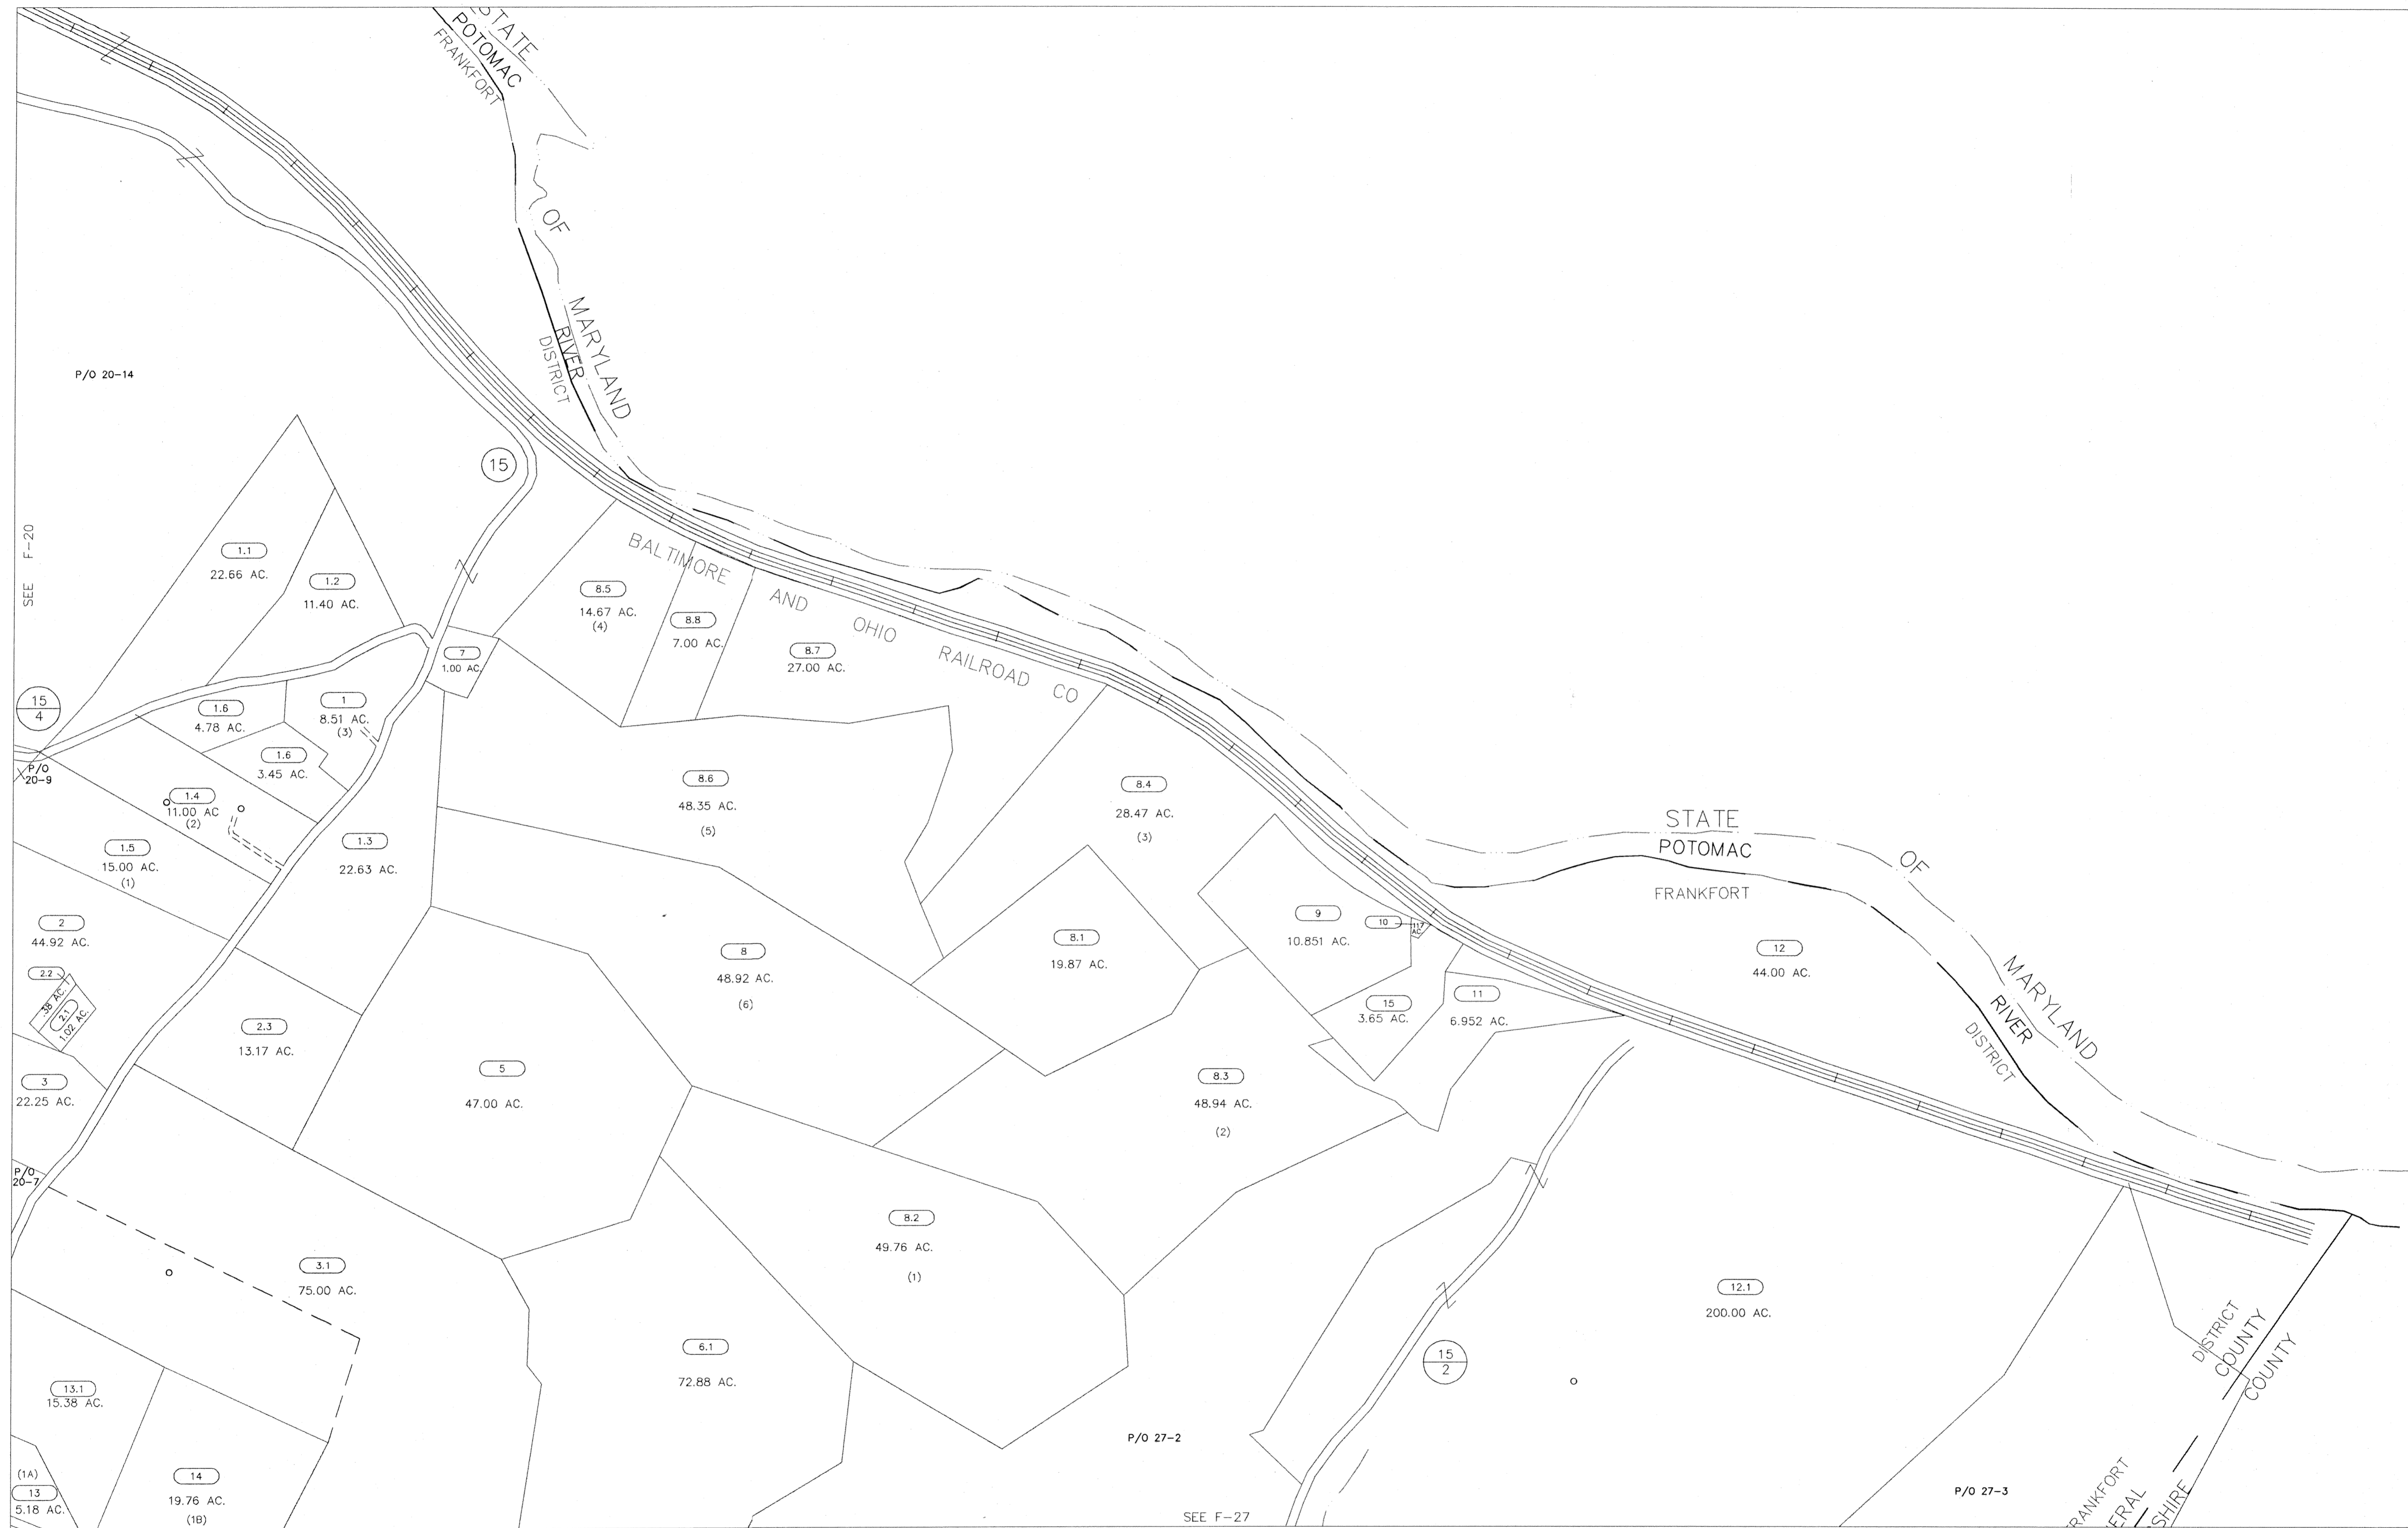 STATE
POTOMAC
FRANKFORT
OF
MARYLAND
RIVER
DISTRICT
P/O 20-14
15
SEE F-20
1.1
22.66 AC.
1.2
11.40 AC.
BALTIMORE AND OHIO RAILROAD CO
8.5
14.67 AC.
(4)
8.8
7.00 AC.
8.7
27.00 AC.
7
1.00 AC.
15
4
1.6
4.78 AC.
1
8.51 AC.
(3)
1.6
3.45 AC.
P/O
20-9
1.4
11.00 AC
(2)
1.5
15.00 AC.
(1)
1.3
22.63 AC.
8.6
48.35 AC.
(5)
8.4
28.47 AC.
(3)
STATE
POTOMAC
FRANKFORT
OF
MARYLAND
RIVER
DISTRICT
2
44.92 AC.
2.2
.38 AC.
2.1
1.02 AC.
8
48.92 AC.
(6)
8.1
19.87 AC.
9
10.851 AC.
10
.117
AC.
12
44.00 AC.
15
3.65 AC.
11
6.952 AC.
2.3
13.17 AC.
3
22.25 AC.
5
47.00 AC.
8.3
48.94 AC.
(2)
P/O
20-7
8.2
49.76 AC.
(1)
3.1
75.00 AC.
12.1
200.00 AC.
6.1
72.88 AC.
15
2
DISTRICT
COUNTY
COUNTY
13.1
15.38 AC.
P/O 27-2
(1A)
13
5.18 AC.
14
19.76 AC.
(1B)
SEE F-27
P/O 27-3
FRANKFORT
ERAL
SHIRE